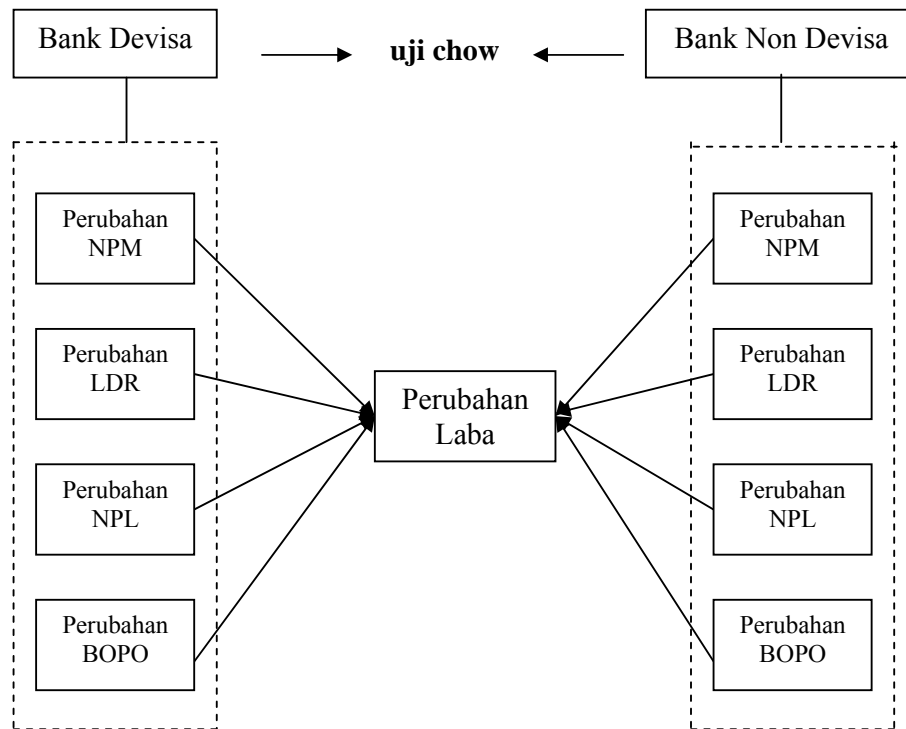 Bank Devisa
uji chow
Bank Non Devisa
Perubahan
NPM
Perubahan
LDR
Perubahan
NPL
Perubahan
BOPO
Perubahan
Laba
Perubahan
NPM
Perubahan
LDR
Perubahan
NPL
Perubahan
BOPO